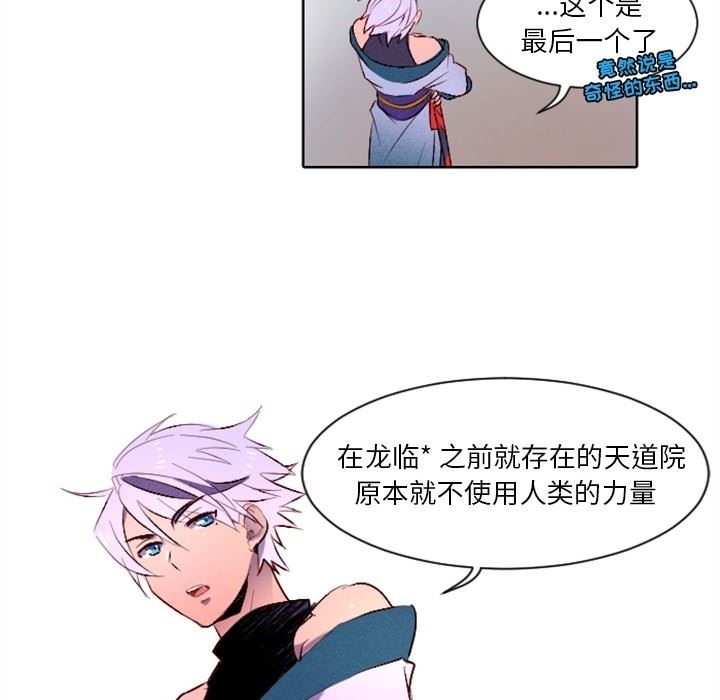 ...这个是
最后一个了
竟然说是
奇怪的东西...
在龙临* 之前就存在的天道院
原本就不使用人类的力量